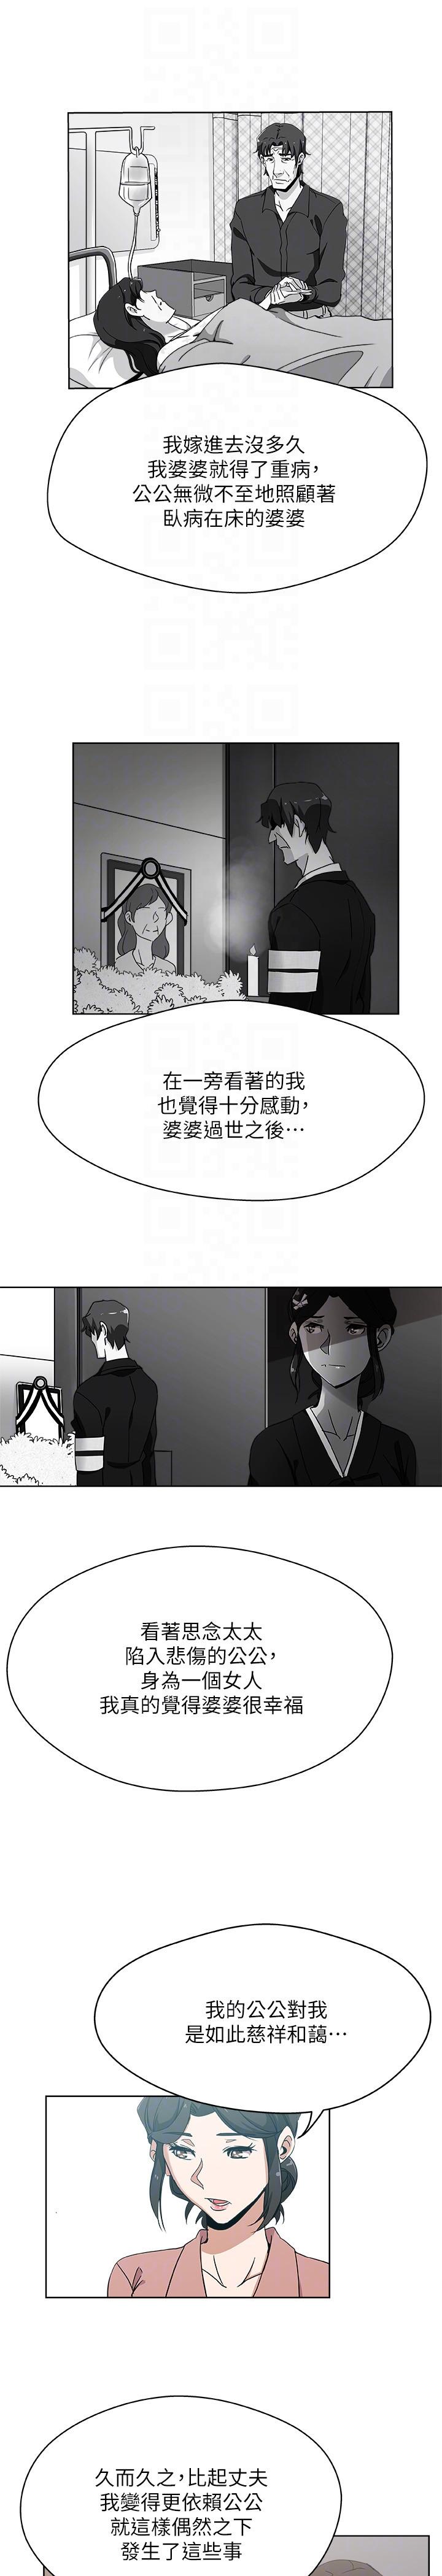 我嫁進去沒多久
我婆婆就得了重病，
公公無微不至地照顧著
臥病在床的婆婆
在一旁看著的我
也覺得十分感動，
婆婆過世之後…
看著思念太太
陷入悲傷的公公，
身為一個女人
我真的覺得婆婆很幸福
我的公公對我
是如此慈祥和藹…
久而久之，比起丈夫
我變得更依賴公公
就這樣偶然之下
發生了這些事